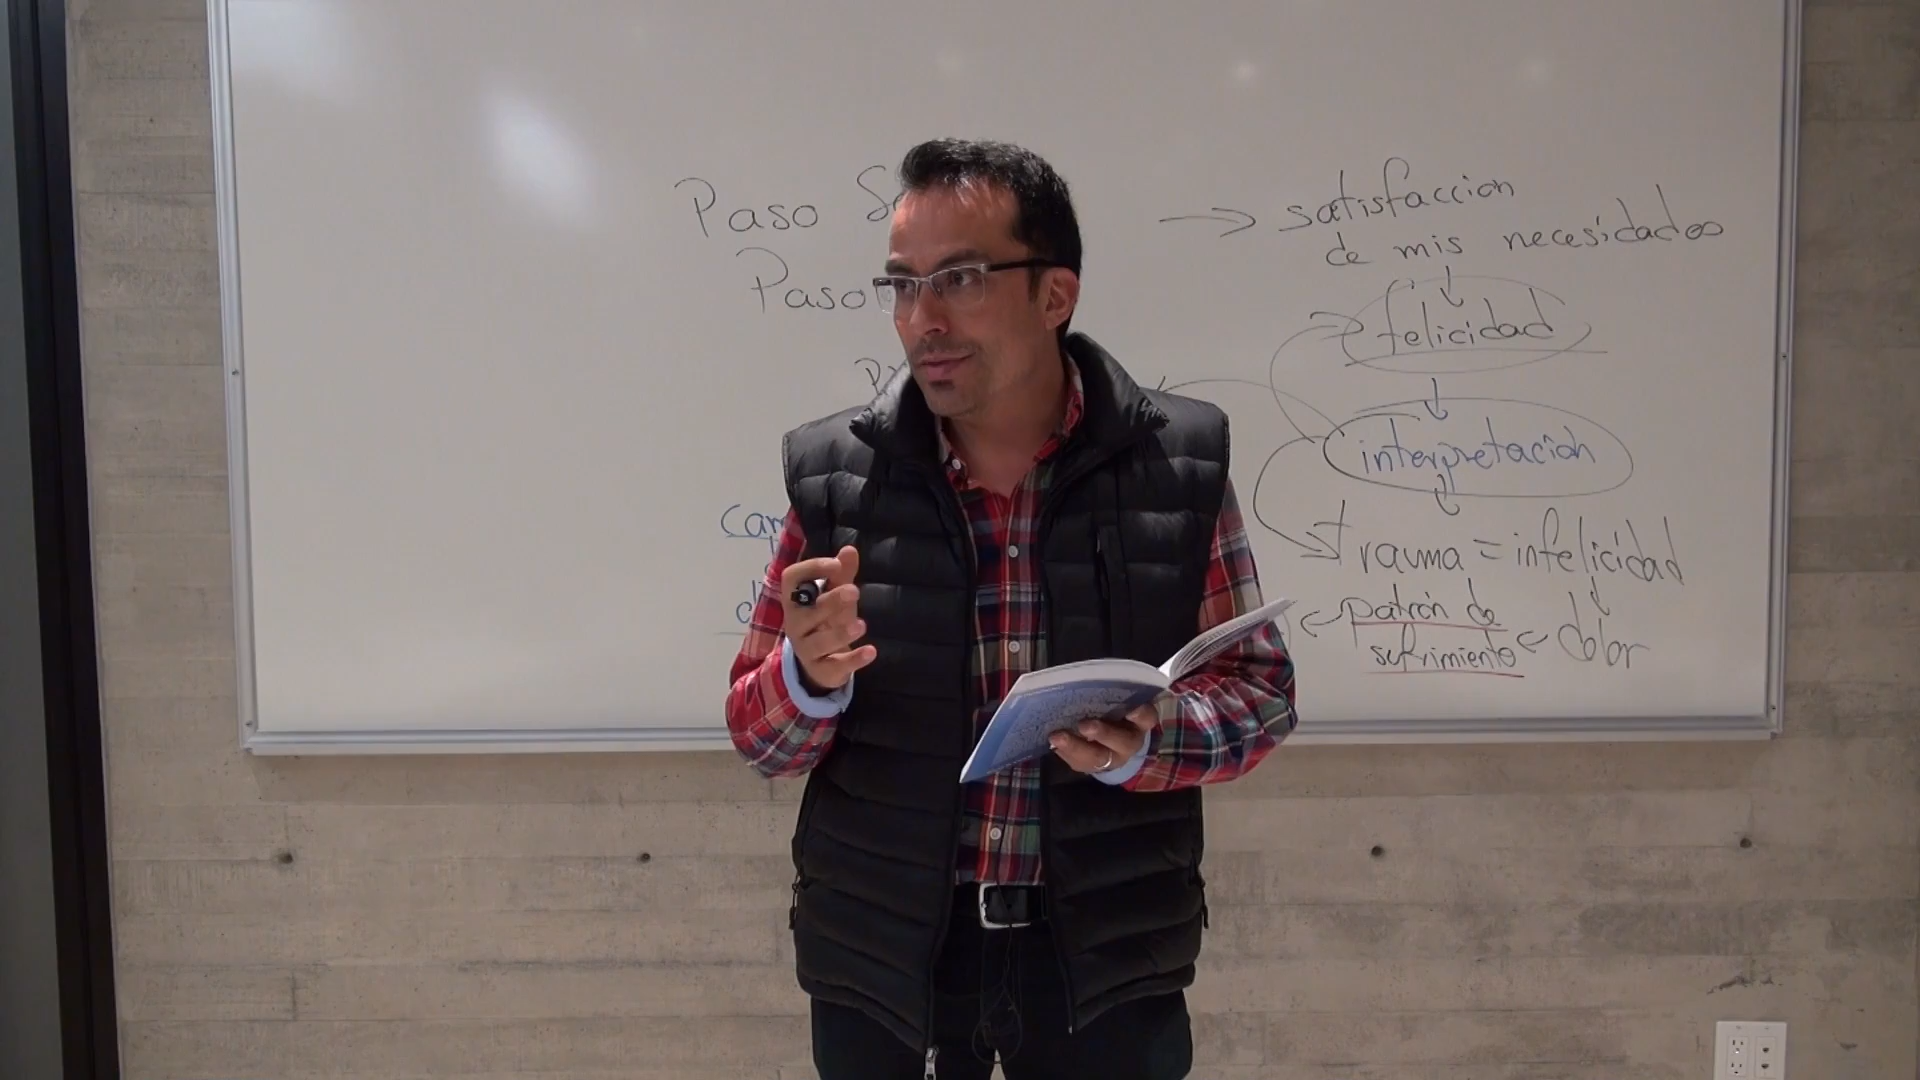 Paso
Paso
→ satisfaccion
de mis necesidades
felicidad
interpretación
trauma = infelicidad
patrón de
sufrimiento ← dolor